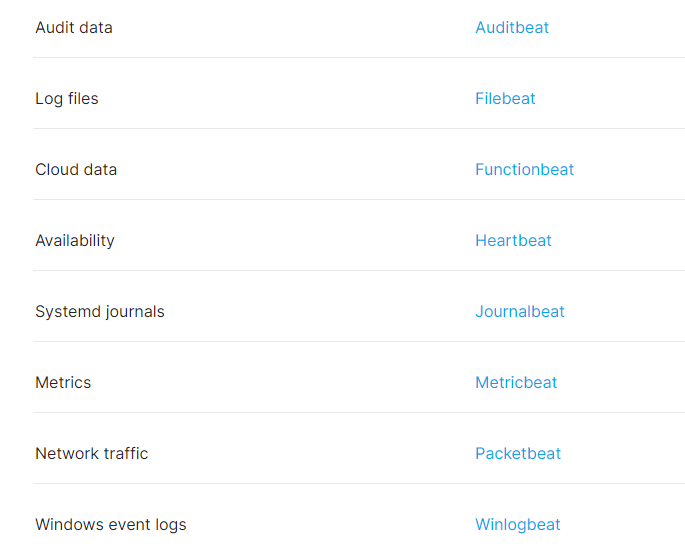 Audit data Auditbeat
Log files Filebeat
Cloud data Functionbeat
Availability Heartbeat
Systemd journals Journalbeat
Metrics Metricbeat
Network traffic Packetbeat
Windows event logs Winlogbeat